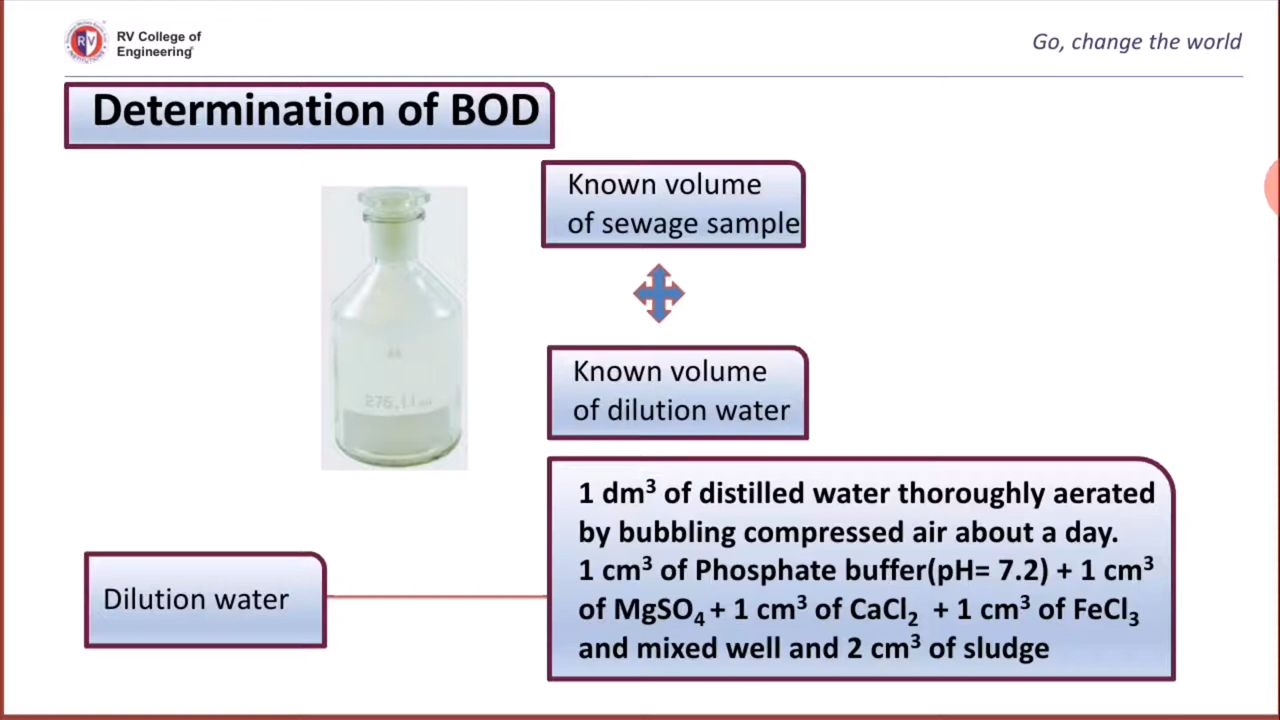 RV College of
Engineering
Go, change the world
Determination of BOD
Known volume
of sewage sample
Known volume
of dilution water
1 dm³ of distilled water thoroughly aerated
by bubbling compressed air about a day.
1 cm³ of Phosphate buffer(pH= 7.2) + 1 cm³
of MgSO₄ + 1 cm³ of CaCl₂ + 1 cm³ of FeCl₃
and mixed well and 2 cm³ of sludge
Dilution water